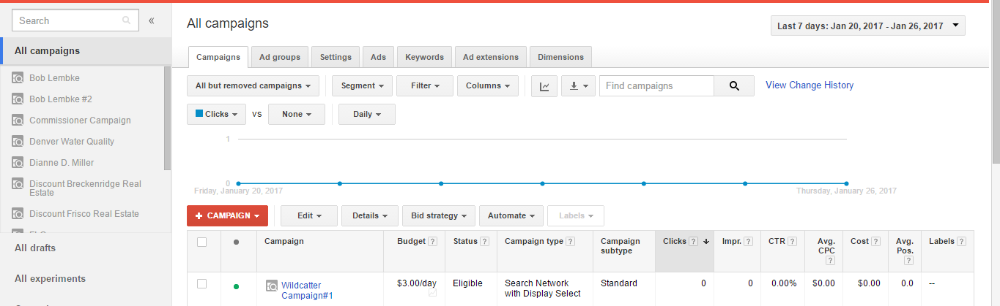 Search
«
All campaigns
Bob Lembke
Bob Lembke #2
Commissioner Campaign
Denver Water Quality
Dianne D. Miller
Discount Breckenridge Real
Estate
Discount Frisco Real Estate
All drafts
All experiments
All campaigns
Last 7 days: Jan 20, 2017 - Jan 26, 2017
Campaigns Ad groups Settings Ads Keywords Ad extensions Dimensions
All but removed campaigns Segment Filter Columns Find campaigns View Change History
Clicks vs None Daily
1
0
Friday, January 20, 2017 Thursday, January 26, 2017
+ CAMPAIGN Edit Details Bid strategy Automate Labels
Campaign Budget ? Status ? Campaign type ? Campaign subtype Clicks ? Impr. ? CTR ? Avg. CPC ? Cost ? Avg. Pos. ? Labels ?
Wildcatter Campaign#1 $3.00/day Eligible Search Network with Display Select Standard 0 0 0.00% $0.00 $0.00 0.0 --